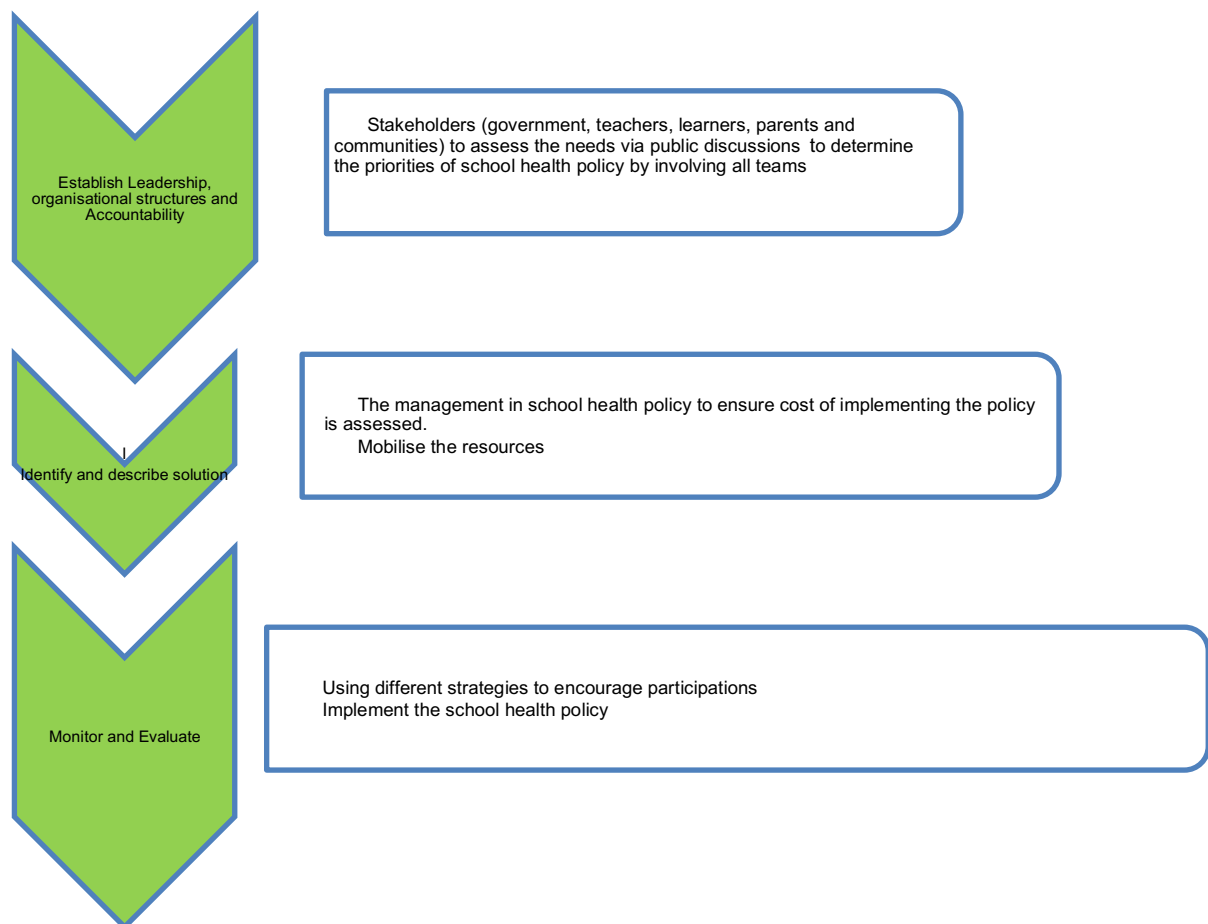 Establish Leadership,
organisational structures and
Accountability
Stakeholders (government, teachers, learners, parents and
communities) to assess the needs via public discussions  to determine
the priorities of school health policy by involving all teams
I
Identify and describe solution
The management in school health policy to ensure cost of implementing the policy
is assessed.
Mobilise the resources
Monitor and Evaluate
Using different strategies to encourage participations
Implement the school health policy